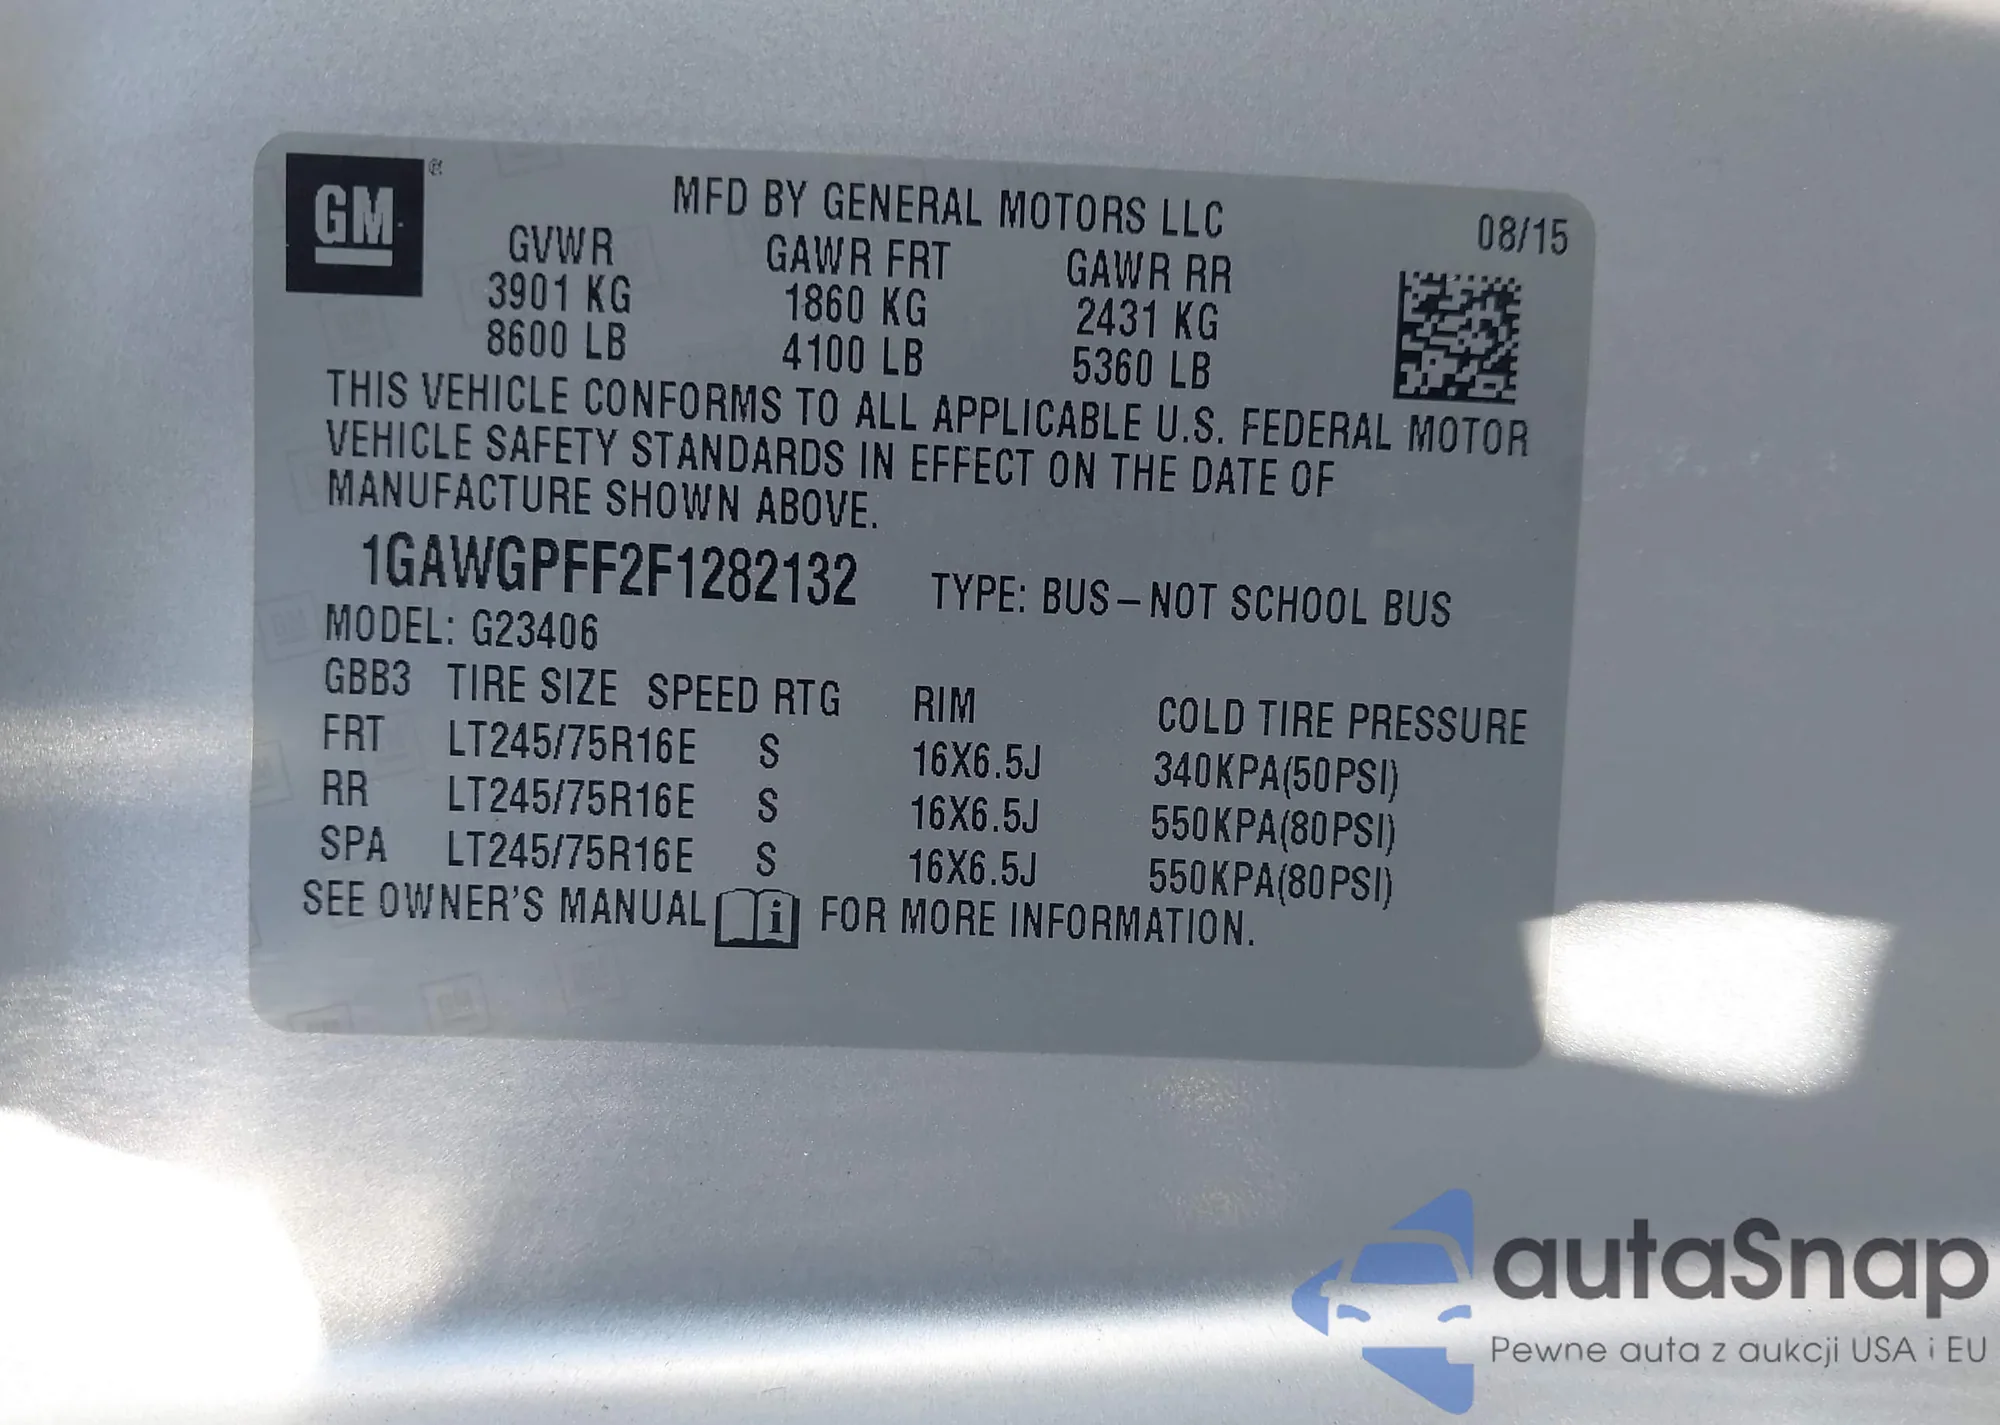 GM ®
MFD BY GENERAL MOTORS LLC 08/15
GVWR GAWR FRT GAWR RR
3901 KG 1860 KG 2431 KG
8600 LB 4100 LB 5360 LB
THIS VEHICLE CONFORMS TO ALL APPLICABLE U.S. FEDERAL MOTOR
VEHICLE SAFETY STANDARDS IN EFFECT ON THE DATE OF
MANUFACTURE SHOWN ABOVE.
1GAWGPFF2F1282132 TYPE: BUS–NOT SCHOOL BUS
MODEL: G23406
GBB3 TIRE SIZE SPEED RTG RIM COLD TIRE PRESSURE
FRT LT245/75R16E S 16X6.5J 340KPA(50PSI)
RR LT245/75R16E S 16X6.5J 550KPA(80PSI)
SPA LT245/75R16E S 16X6.5J 550KPA(80PSI)
SEE OWNER'S MANUAL i FOR MORE INFORMATION.
autaSnap
Pewne auta z aukcji USA i EU